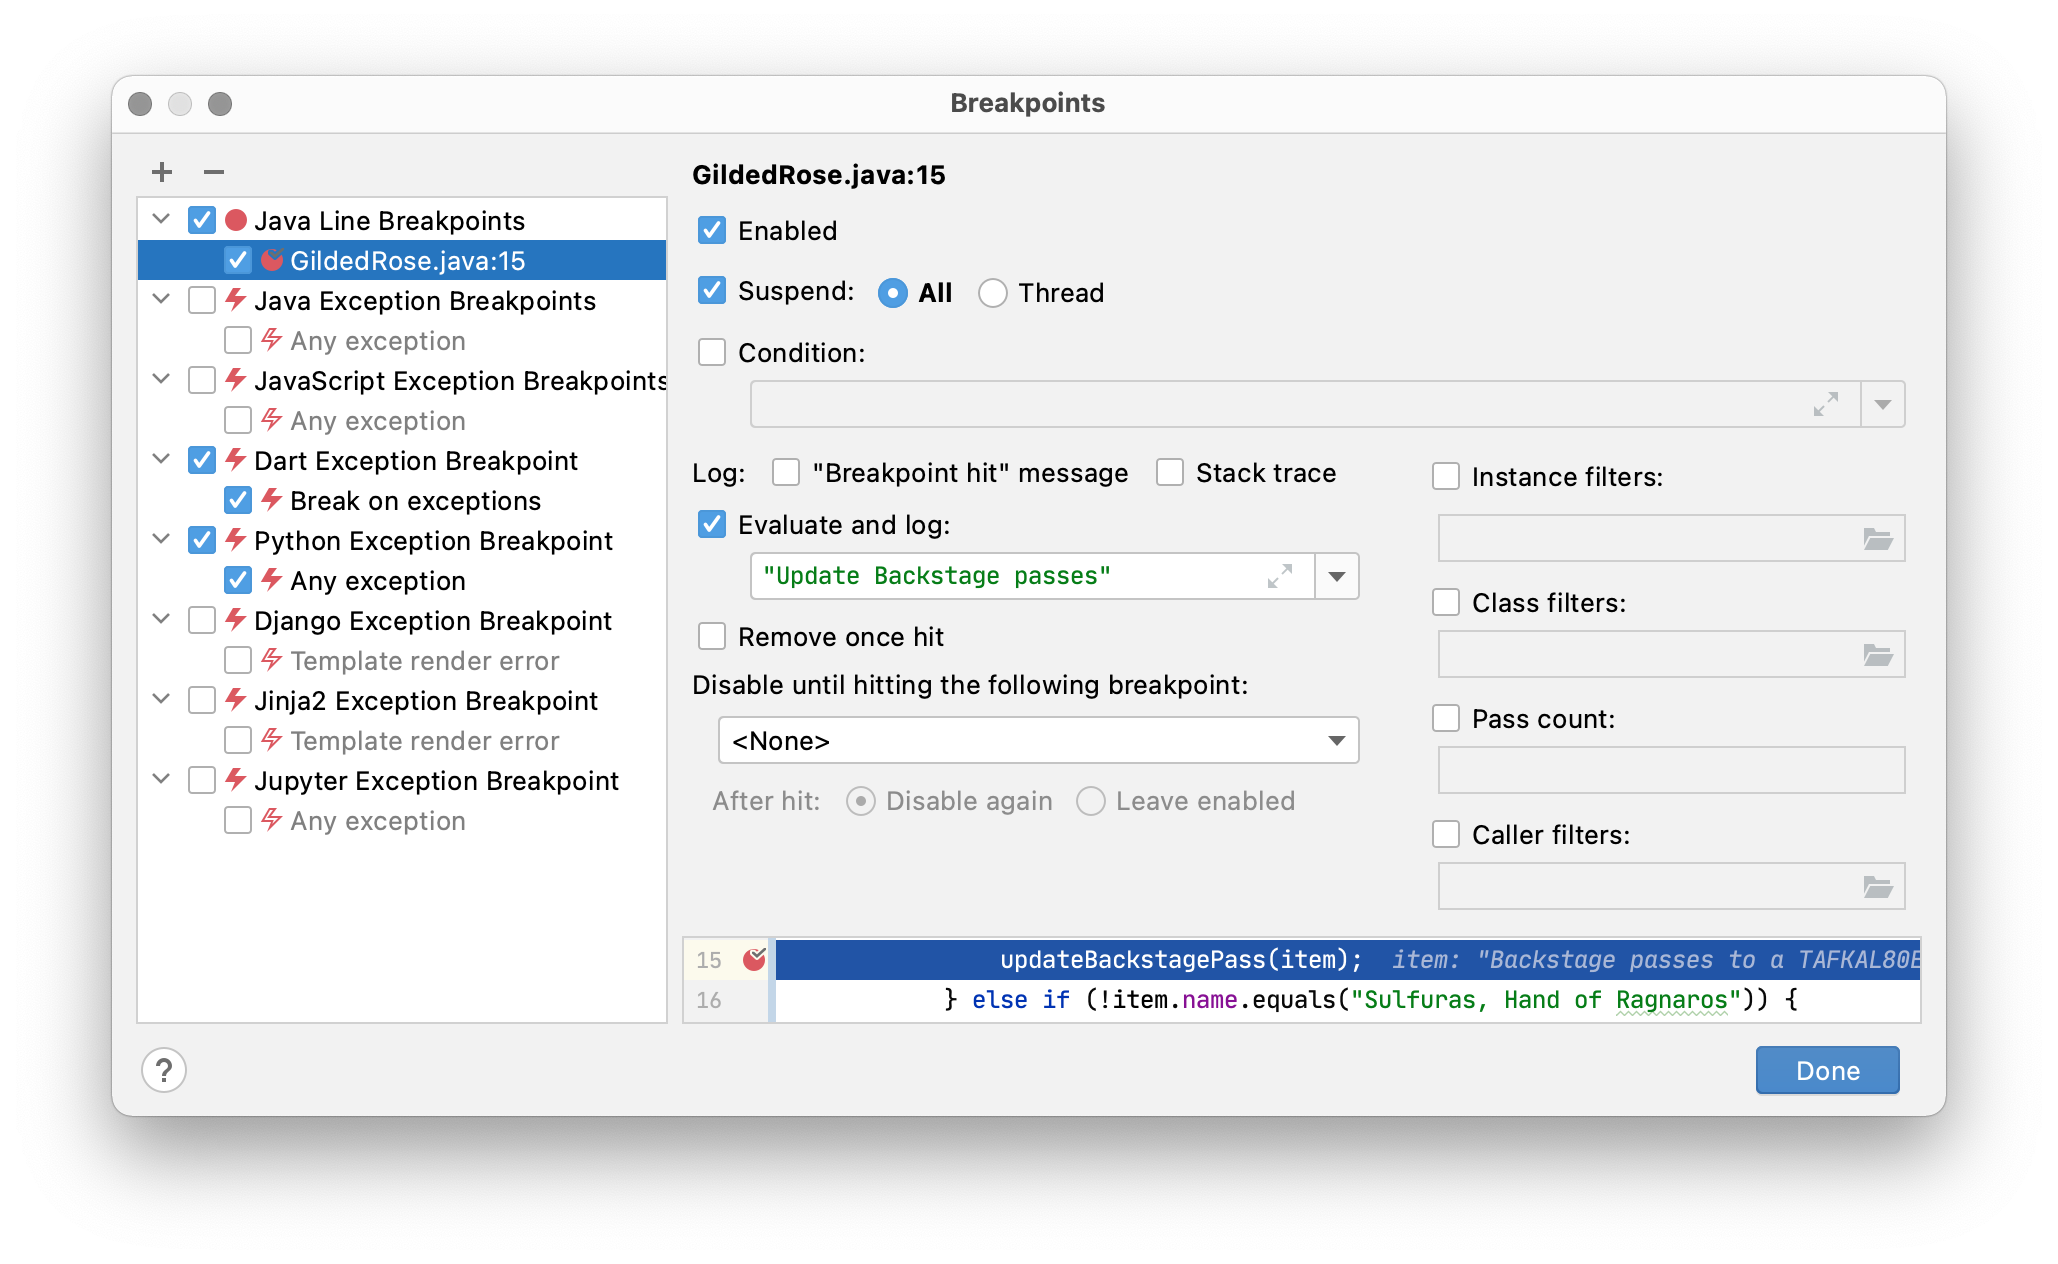 Breakpoints
GildedRose.java:15
Java Line Breakpoints
GildedRose.java:15
Java Exception Breakpoints
Any exception
JavaScript Exception Breakpoints
Any exception
Dart Exception Breakpoint
Break on exceptions
Python Exception Breakpoint
Any exception
Django Exception Breakpoint
Template render error
Jinja2 Exception Breakpoint
Template render error
Jupyter Exception Breakpoint
Any exception
Enabled
Suspend: All Thread
Condition:
Log: "Breakpoint hit" message Stack trace
Evaluate and log:
"Update Backstage passes"
Remove once hit
Disable until hitting the following breakpoint:
<None>
After hit: Disable again Leave enabled
Instance filters:
Class filters:
Pass count:
Caller filters:
15 updateBackstagePass(item); item: "Backstage passes to a TAFKAL80E
16 } else if (!item.name.equals("Sulfuras, Hand of Ragnaros")) {
?
Done